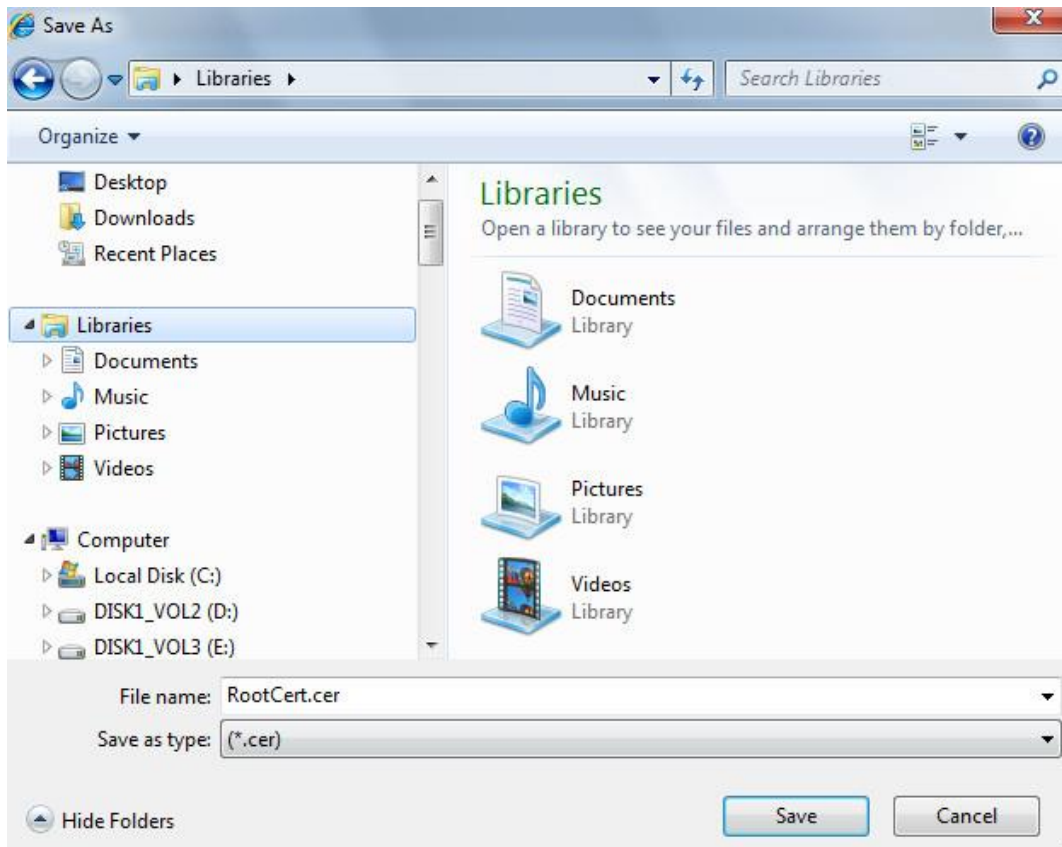 Save As
Libraries
Search Libraries
Organize
Desktop
Downloads
Recent Places
Libraries
Documents
Music
Pictures
Videos
Computer
Local Disk (C:)
DISK1_VOL2 (D:)
DISK1_VOL3 (E:)
Libraries
Open a library to see your files and arrange them by folder,...
Documents
Library
Music
Library
Pictures
Library
Videos
Library
File name: RootCert.cer
Save as type: (*.cer)
Hide Folders
Save
Cancel